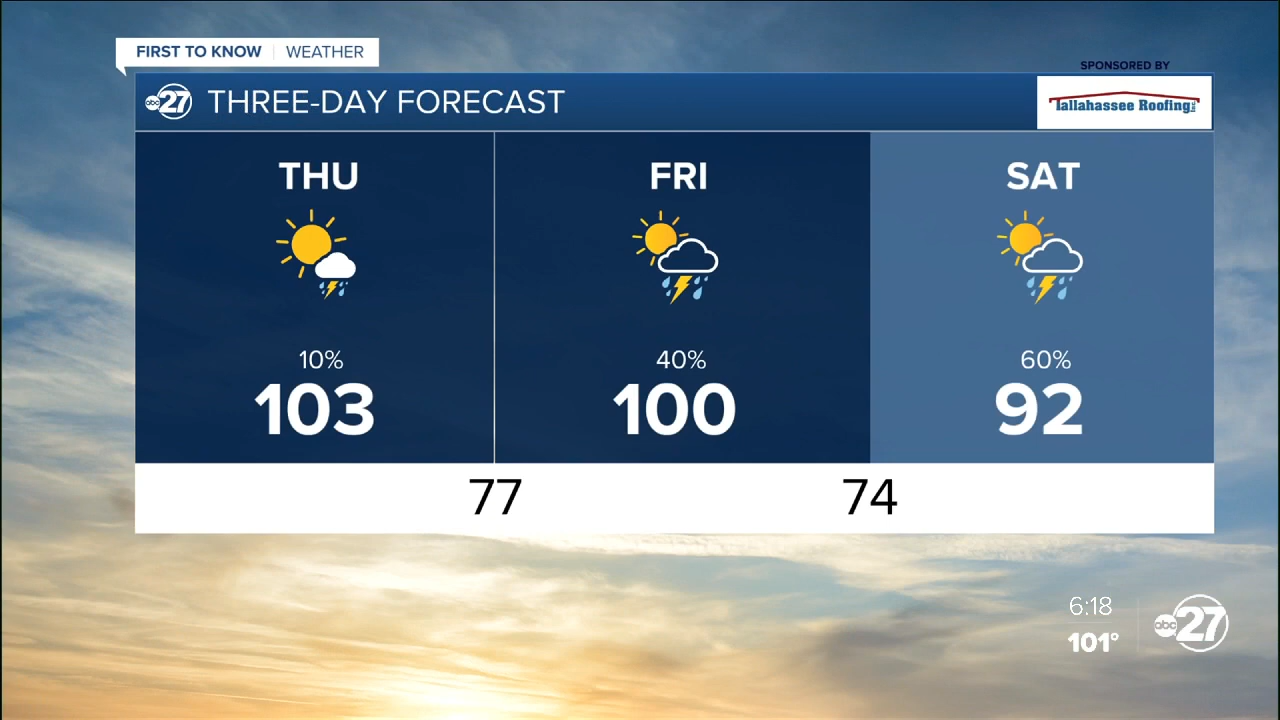 FIRST TO KNOW | WEATHER
SPONSORED BY
abc 27 THREE-DAY FORECAST
Tallahassee Roofing Inc.
THU FRI SAT
10% 40% 60%
103 100 92
77 74
6:18
101°
abc 27